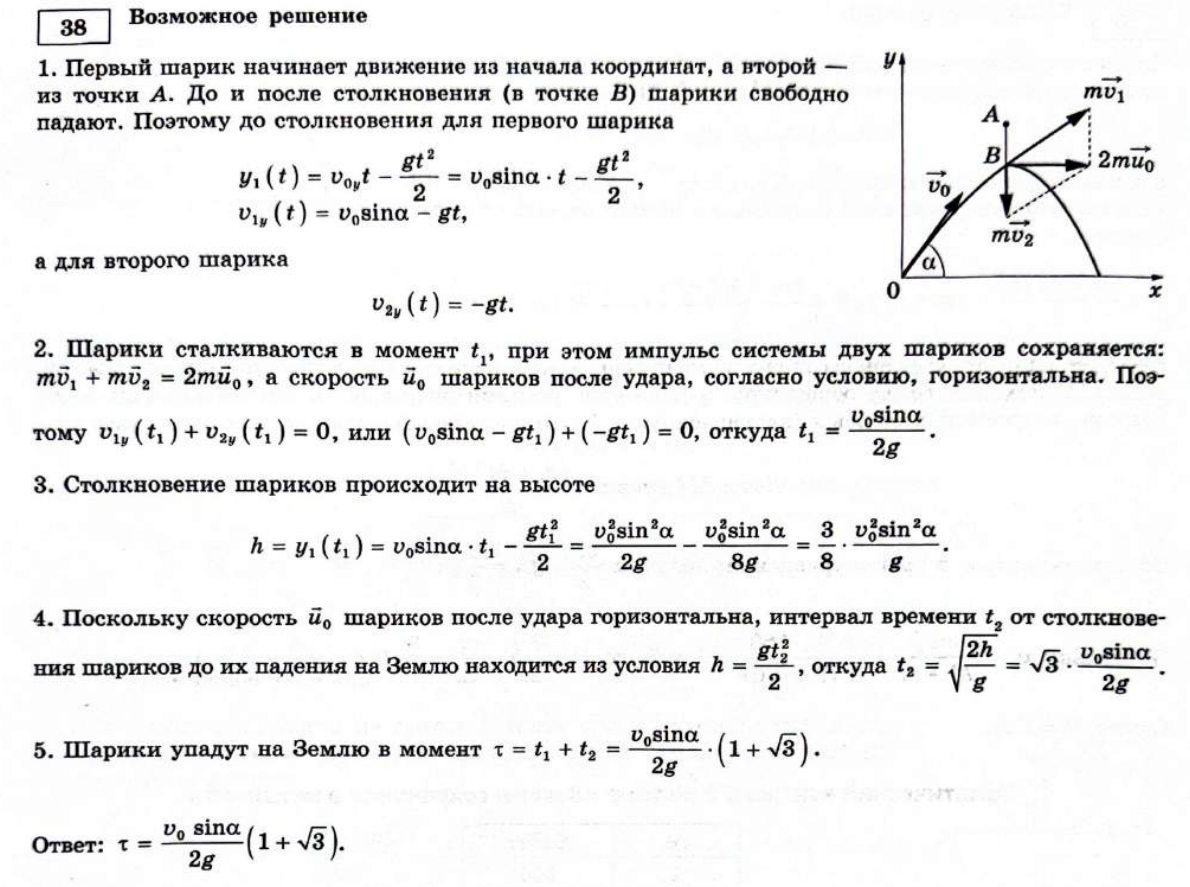 38 Возможное решение
1. Первый шарик начинает движение из начала координат, а второй —
из точки A. До и после столкновения (в точке B) шарики свободно
падают. Поэтому до столкновения для первого шарика
y₁(t) = v₀ᵧt − gt²/2 = v₀sinα · t − gt²/2,
v₁ᵧ(t) = v₀sinα − gt,
а для второго шарика
v₂ᵧ(t) = −gt.
y
A
B
mv⃗₁
2mu⃗₀
v⃗₀
mv⃗₂
α
0
x
2. Шарики сталкиваются в момент t₁, при этом импульс системы двух шариков сохраняется:
mv⃗₁ + mv⃗₂ = 2mu⃗₀, а скорость u⃗₀ шариков после удара, согласно условию, горизонтальна. Поэ-
тому v₁ᵧ(t₁) + v₂ᵧ(t₁) = 0, или (v₀sinα − gt₁) + (−gt₁) = 0, откуда t₁ = v₀sinα/2g.
3. Столкновение шариков происходит на высоте
h = y₁(t₁) = v₀sinα · t₁ − gt₁²/2 = v₀²sin²α/2g − v₀²sin²α/8g = 3/8 · v₀²sin²α/g.
4. Поскольку скорость u⃗₀ шариков после удара горизонтальна, интервал времени t₂ от столкнове-
ния шариков до их падения на Землю находится из условия h = gt₂²/2, откуда t₂ = √(2h/g) = √3 · v₀sinα/2g.
5. Шарики упадут на Землю в момент τ = t₁ + t₂ = v₀sinα/2g · (1 + √3).
Ответ: τ = v₀ sinα/2g (1 + √3).